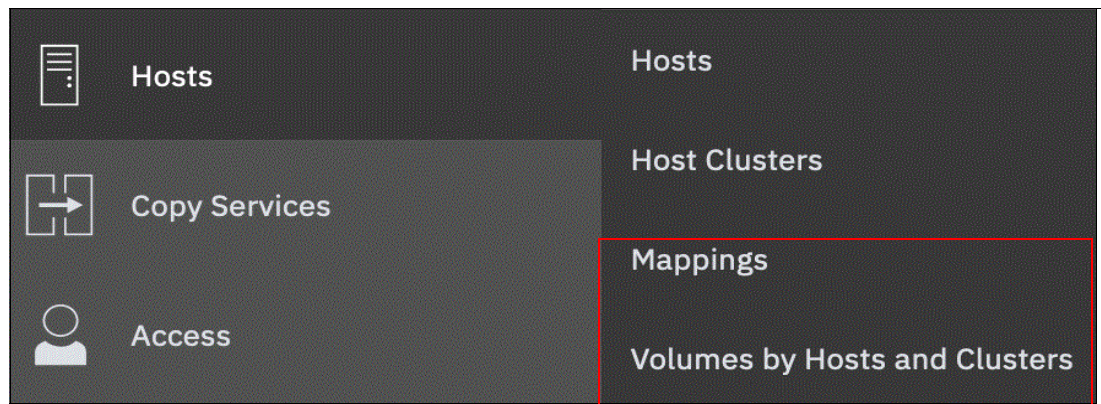 Hosts
Copy Services
Access
Hosts
Host Clusters
Mappings
Volumes by Hosts and Clusters